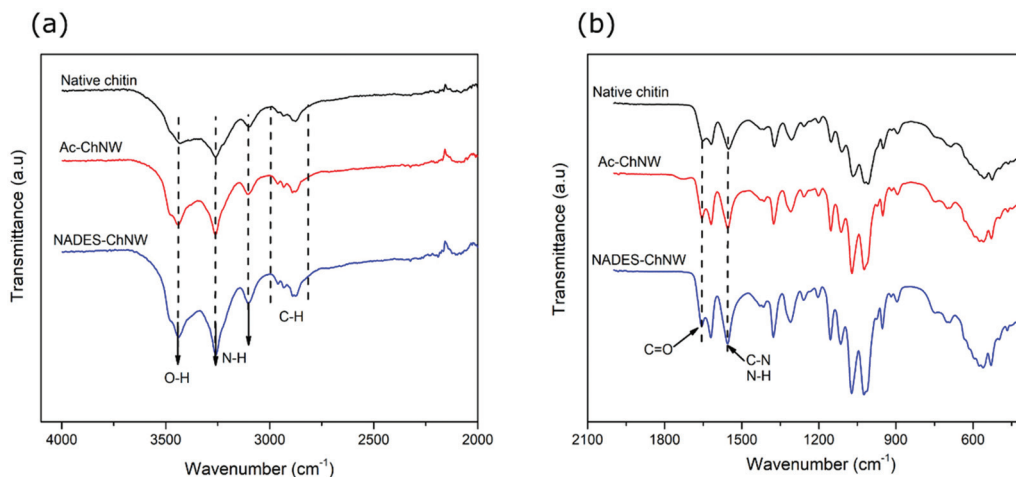 (a)
Native chitin
Ac-ChNW
NADES-ChNW
O-H
N-H
C-H
Transmittance (a.u)
4000 3500 3000 2500 2000
Wavenumber (cm-1)
(b)
Native chitin
Ac-ChNW
NADES-ChNW
C=O
C-N
N-H
Transmittance (a.u)
2100 1800 1500 1200 900 600
Wavenumber (cm-1)